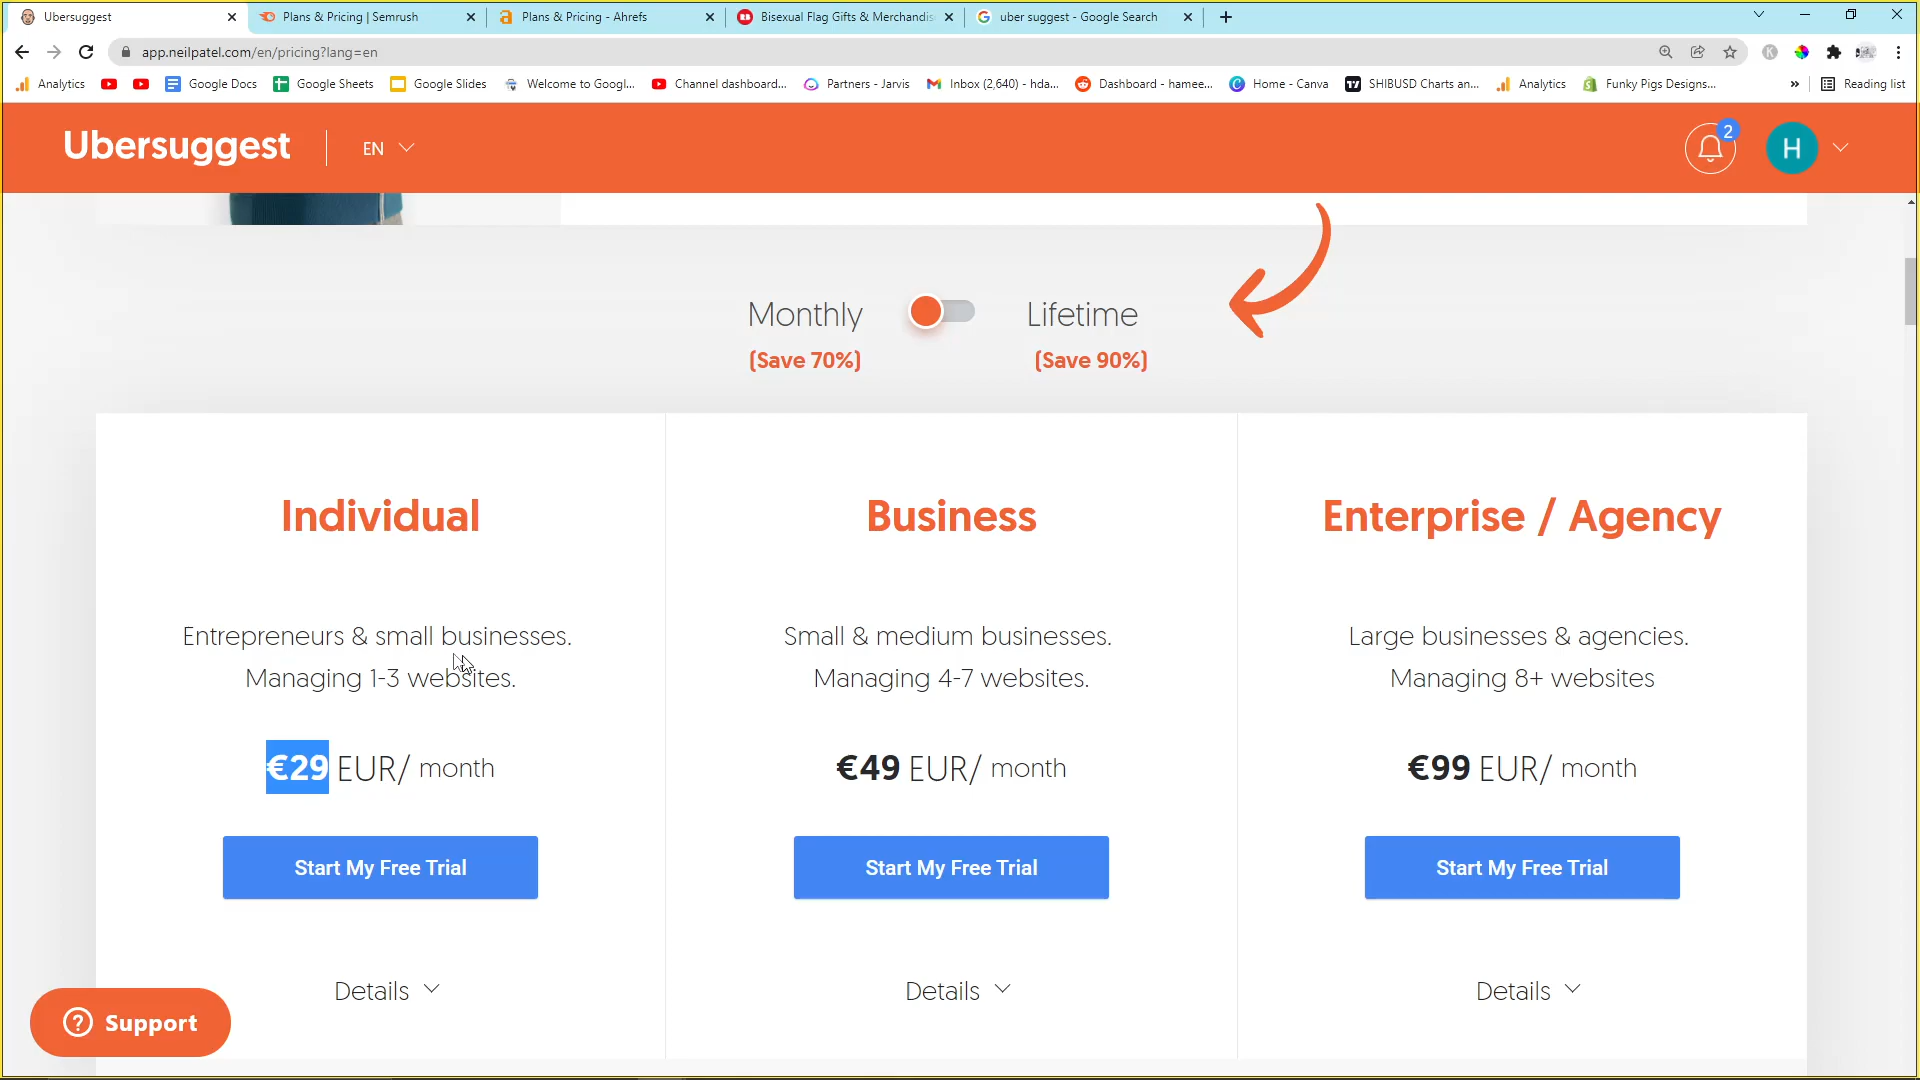 Ubersuggest
Plans & Pricing | Semrush
Plans & Pricing - Ahrefs
Bisexual Flag Gifts & Merchandis
uber suggest - Google Search
app.neilpatel.com/en/pricing?lang=en
Analytics
Google Docs
Google Sheets
Google Slides
Welcome to Googl...
Channel dashboard...
Partners - Jarvis
Inbox (2,640) - hda...
Dashboard - hamee...
Home - Canva
SHIBUSD Charts an...
Analytics
Funky Pigs Designs...
»
Reading list
Ubersuggest
EN
2
H
Monthly
Lifetime
(Save 70%)
(Save 90%)
Individual
Entrepreneurs & small businesses.
Managing 1-3 websites.
€29 EUR/ month
Start My Free Trial
Details
Business
Small & medium businesses.
Managing 4-7 websites.
€49 EUR/ month
Start My Free Trial
Details
Enterprise / Agency
Large businesses & agencies.
Managing 8+ websites
€99 EUR/ month
Start My Free Trial
Details
? Support